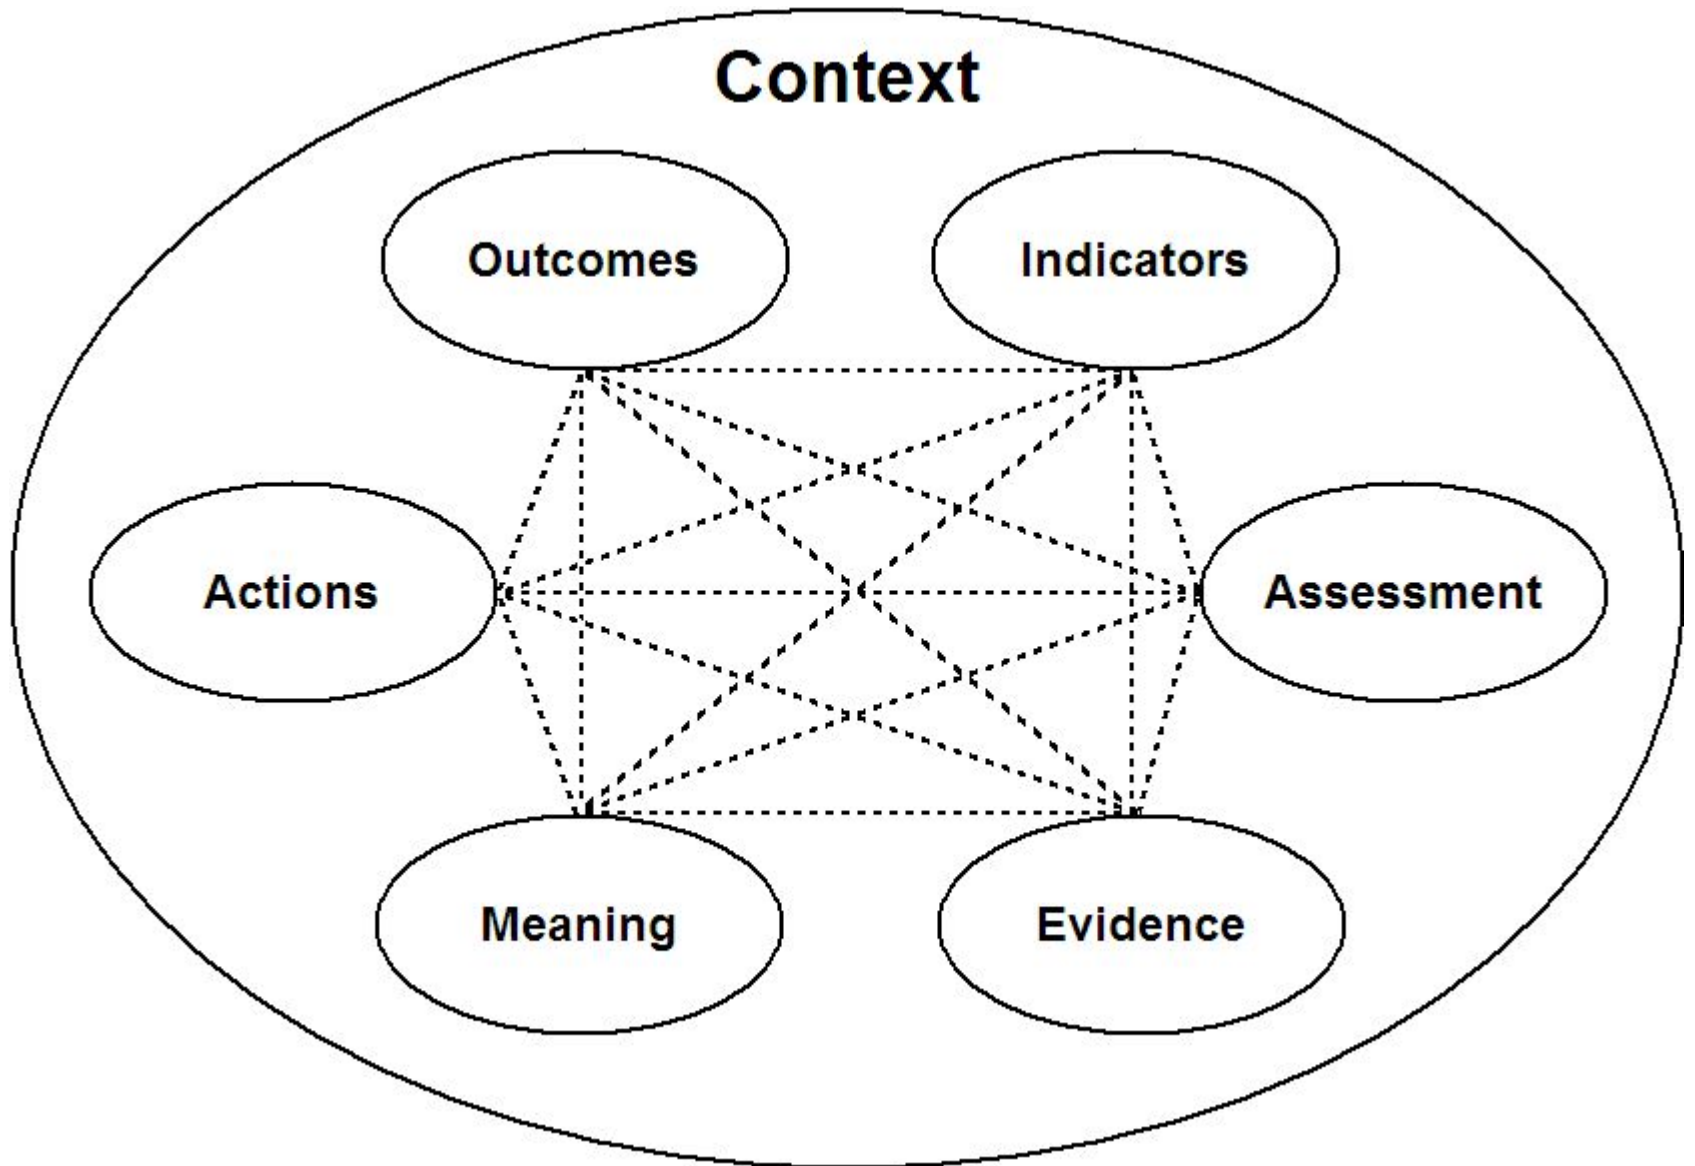 Context
Outcomes
Indicators
Actions
Assessment
Meaning
Evidence